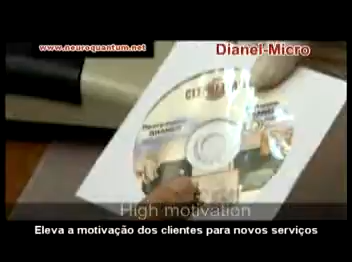 www.neuroquantum.net
Dianel-Micro
High motivation
Eleva a motivação dos clientes para novos serviços